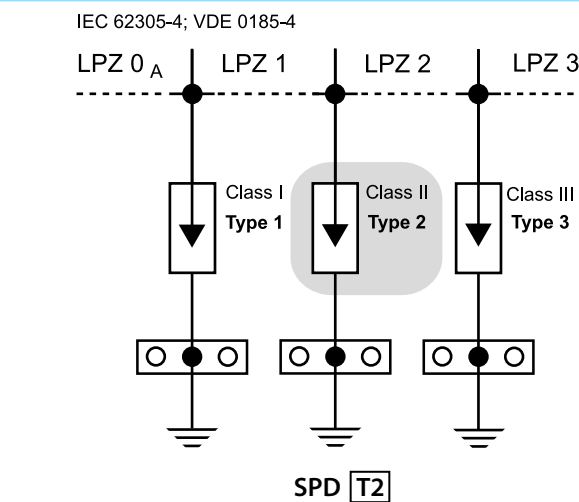 IEC 62305-4; VDE 0185-4
LPZ 0 A LPZ 1 LPZ 2 LPZ 3
Class I Class II Class III
Type 1 Type 2 Type 3
SPD T2